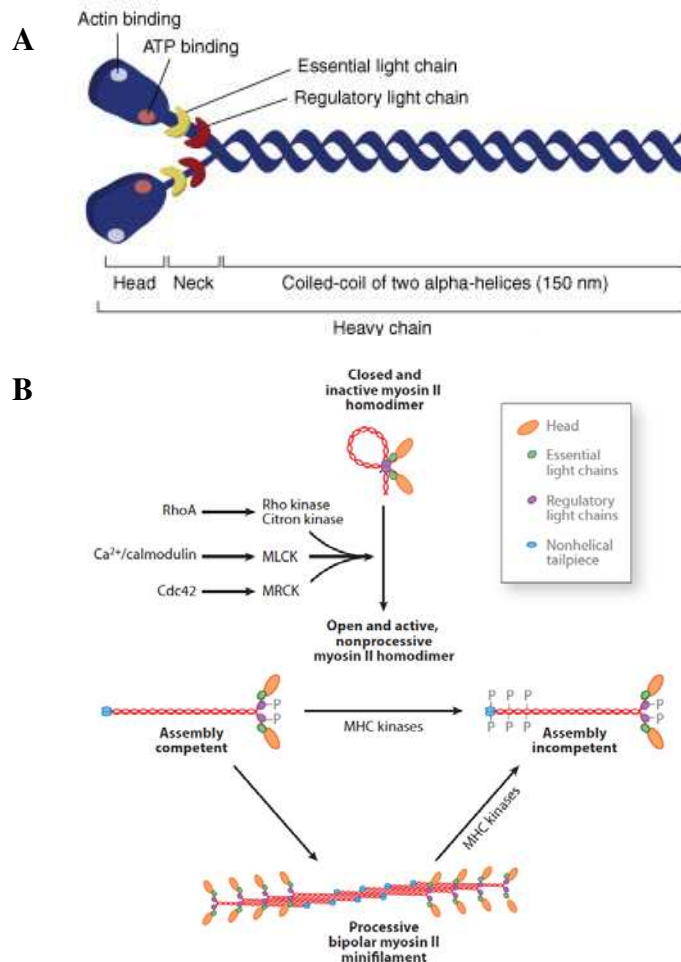 A
Actin binding
ATP binding
Essential light chain
Regulatory light chain
Head
Neck
Coiled-coil of two alpha-helices (150 nm)
Heavy chain
B
Closed and
inactive myosin II
homodimer
Head
Essential
light chains
Regulatory
light chains
Nonhelical
tailpiece
RhoA
Rho kinase
Citron kinase
Ca²⁺/calmodulin
MLCK
Cdc42
MRCK
Open and active,
nonprocessive
myosin II homodimer
P
P
Assembly
competent
MHC kinases
P P P
P P P
P
P
Assembly
incompetent
MHC kinases
Processive
bipolar myosin II
minifilament